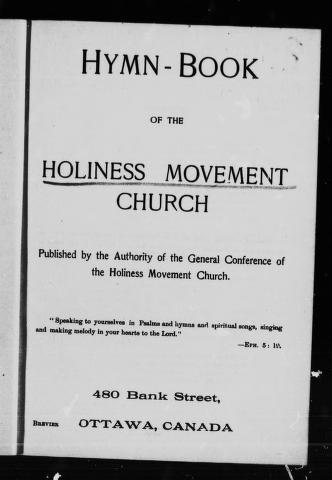 HYMN-BOOK
OF THE
HOLINESS MOVEMENT
CHURCH
Published by the Authority of the General Conference of
the Holiness Movement Church.
"Speaking to yourselves in Psalms and hymns and spiritual songs, singing
and making melody in your hearts to the Lord."
—EPH. 5: 19.
480 Bank Street,
BREVIER OTTAWA, CANADA